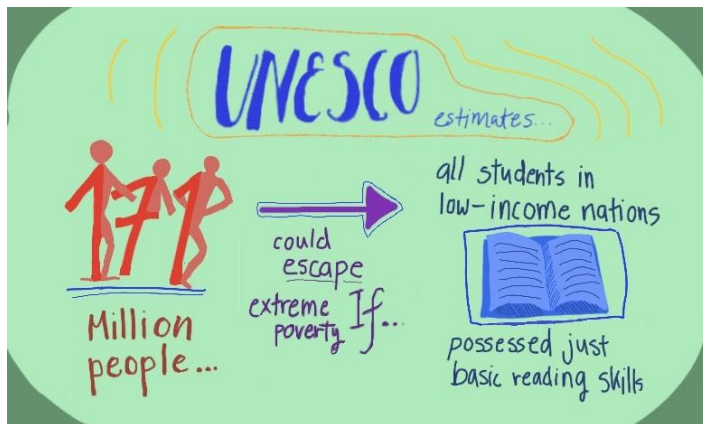 UNESCO
estimates...
171
Million
people...
could
escape
extreme
poverty If...
all students in
low-income nations
possessed just
basic reading skills